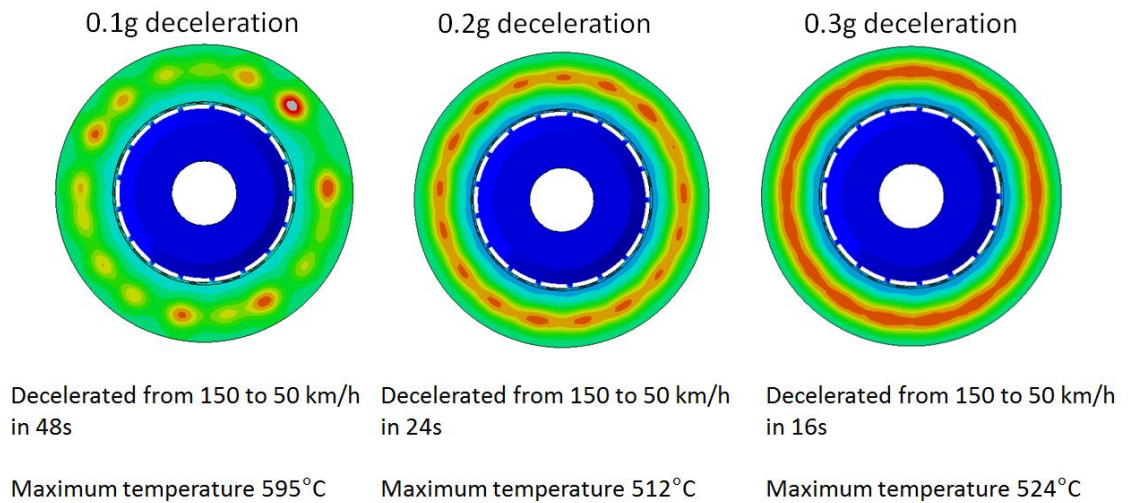 0.1g deceleration
0.2g deceleration
0.3g deceleration
Decelerated from 150 to 50 km/h
in 48s
Maximum temperature 595°C
Decelerated from 150 to 50 km/h
in 24s
Maximum temperature 512°C
Decelerated from 150 to 50 km/h
in 16s
Maximum temperature 524°C